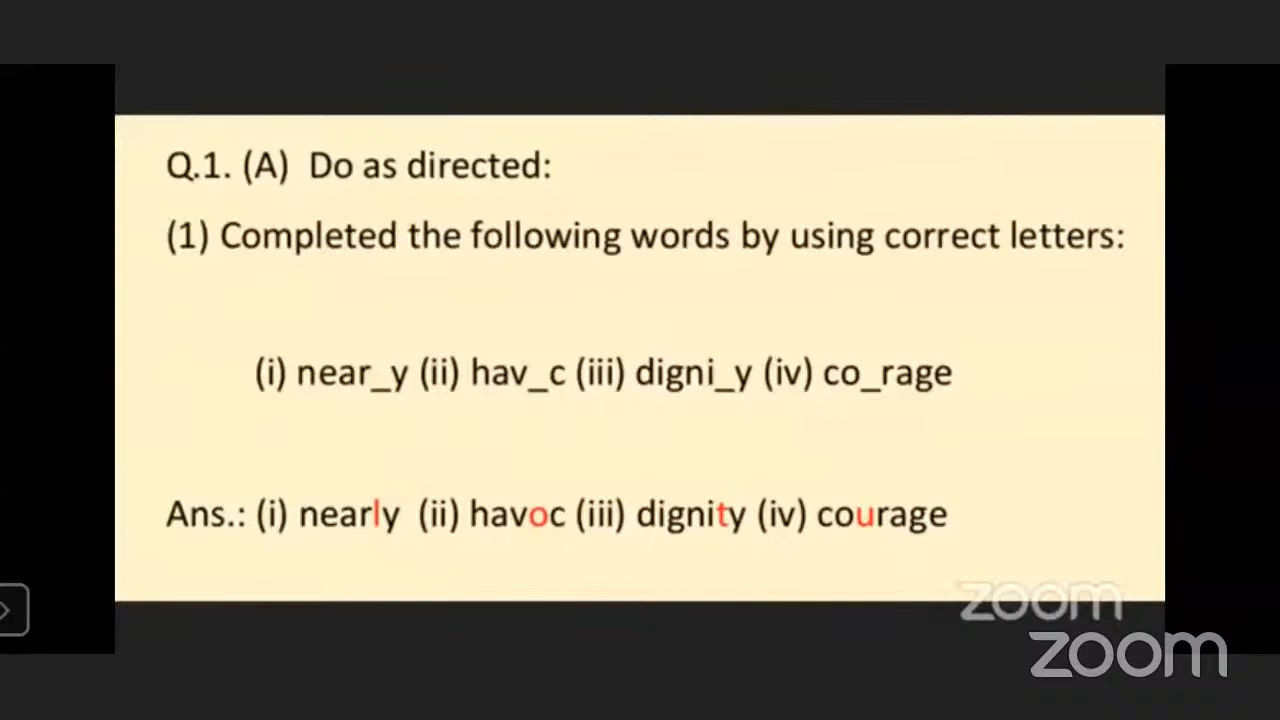 Q.1. (A) Do as directed:
(1) Completed the following words by using correct letters:
(i) near_y (ii) hav_c (iii) digni_y (iv) co_rage
Ans.: (i) nearly (ii) havoc (iii) dignity (iv) courage
zoom
zoom